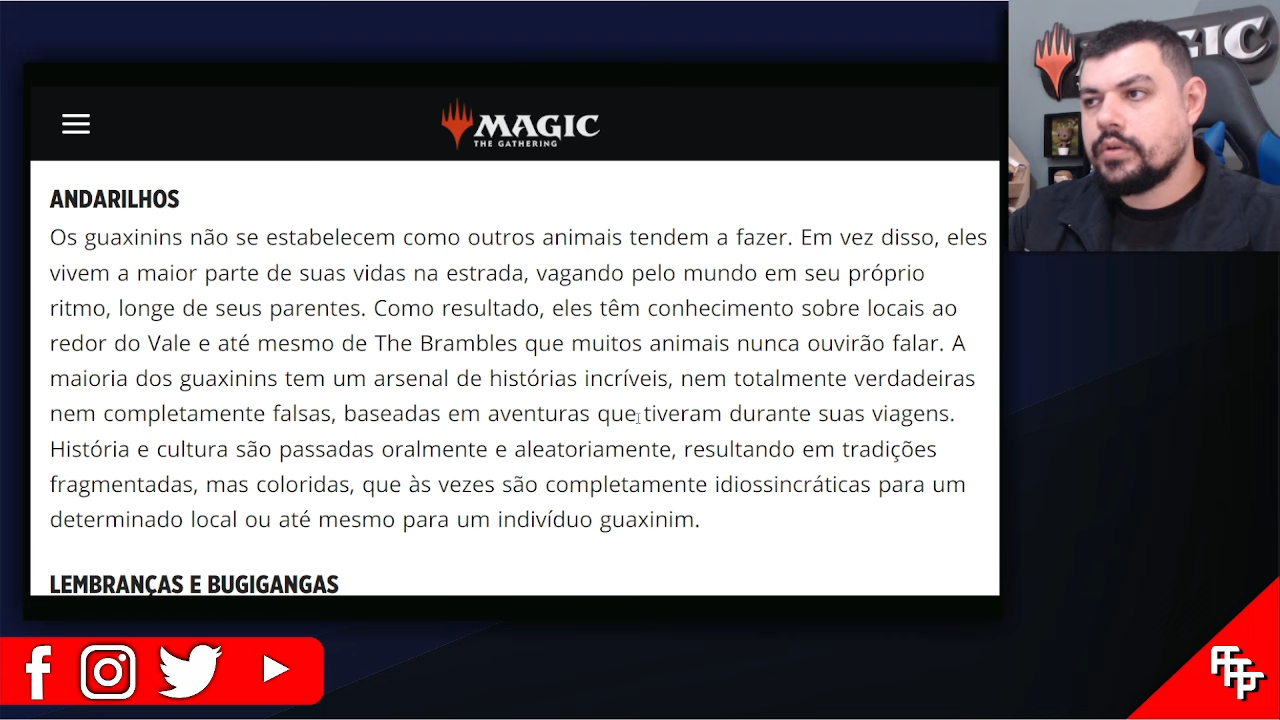 MAGIC
THE GATHERING
MAGIC
ANDARILHOS
Os guaxinins não se estabelecem como outros animais tendem a fazer. Em vez disso, eles
vivem a maior parte de suas vidas na estrada, vagando pelo mundo em seu próprio
ritmo, longe de seus parentes. Como resultado, eles têm conhecimento sobre locais ao
redor do Vale e até mesmo de The Brambles que muitos animais nunca ouvirão falar. A
maioria dos guaxinins tem um arsenal de histórias incríveis, nem totalmente verdadeiras
nem completamente falsas, baseadas em aventuras que tiveram durante suas viagens.
História e cultura são passadas oralmente e aleatoriamente, resultando em tradições
fragmentadas, mas coloridas, que às vezes são completamente idiossincráticas para um
determinado local ou até mesmo para um indivíduo guaxinim.
LEMBRANÇAS E BUGIGANGAS